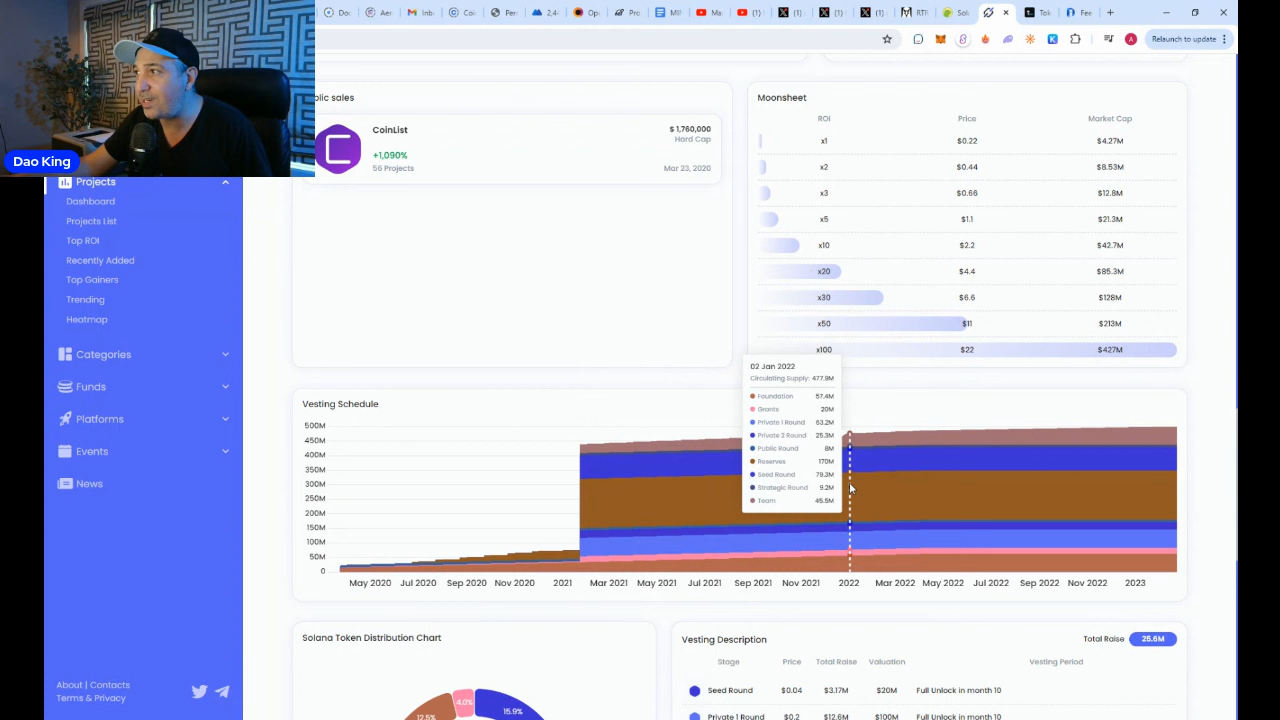 Dao King
Relaunch to update
blic sales
CoinList
+1,090%
56 Projects
$ 1,760,000
Hard Cap
Mar 23, 2020
Moonsheet
ROI Price Market Cap
x1 $0.22 $4.27M
x2 $0.44 $8.53M
x3 $0.66 $12.8M
x5 $1.1 $21.3M
x10 $2.2 $42.7M
x20 $4.4 $85.3M
x30 $6.6 $128M
x50 $11 $213M
x100 $22 $427M
Projects
Dashboard
Projects List
Top ROI
Recently Added
Top Gainers
Trending
Heatmap
Categories
Funds
Platforms
Events
News
About | Contacts
Terms & Privacy
Vesting Schedule
500M
450M
400M
350M
300M
250M
200M
150M
100M
50M
0
May 2020 Jul 2020 Sep 2020 Nov 2020 2021 Mar 2021 May 2021 Jul 2021 Sep 2021 Nov 2021 2022 Mar 2022 May 2022 Jul 2022 Sep 2022 Nov 2022 2023
02 Jan 2022
Circulating Supply: 477.9M
Foundation 57.4M
Grants 20M
Private 1 Round 63.2M
Private 2 Round 25.3M
Public Round 8M
Reserves 170M
Seed Round 79.3M
Strategic Round 9.2M
Team 45.5M
Solana Token Distribution Chart
12.5%
4.0%
15.9%
Vesting Description
Total Raise 25.6M
Stage Price Total Raise Valuation Vesting Period
Seed Round $0.04 $3.17M $20M Full Unlock in month 10
Private 1 Round $0.2 $12.6M $100M Full Unlock in month 10